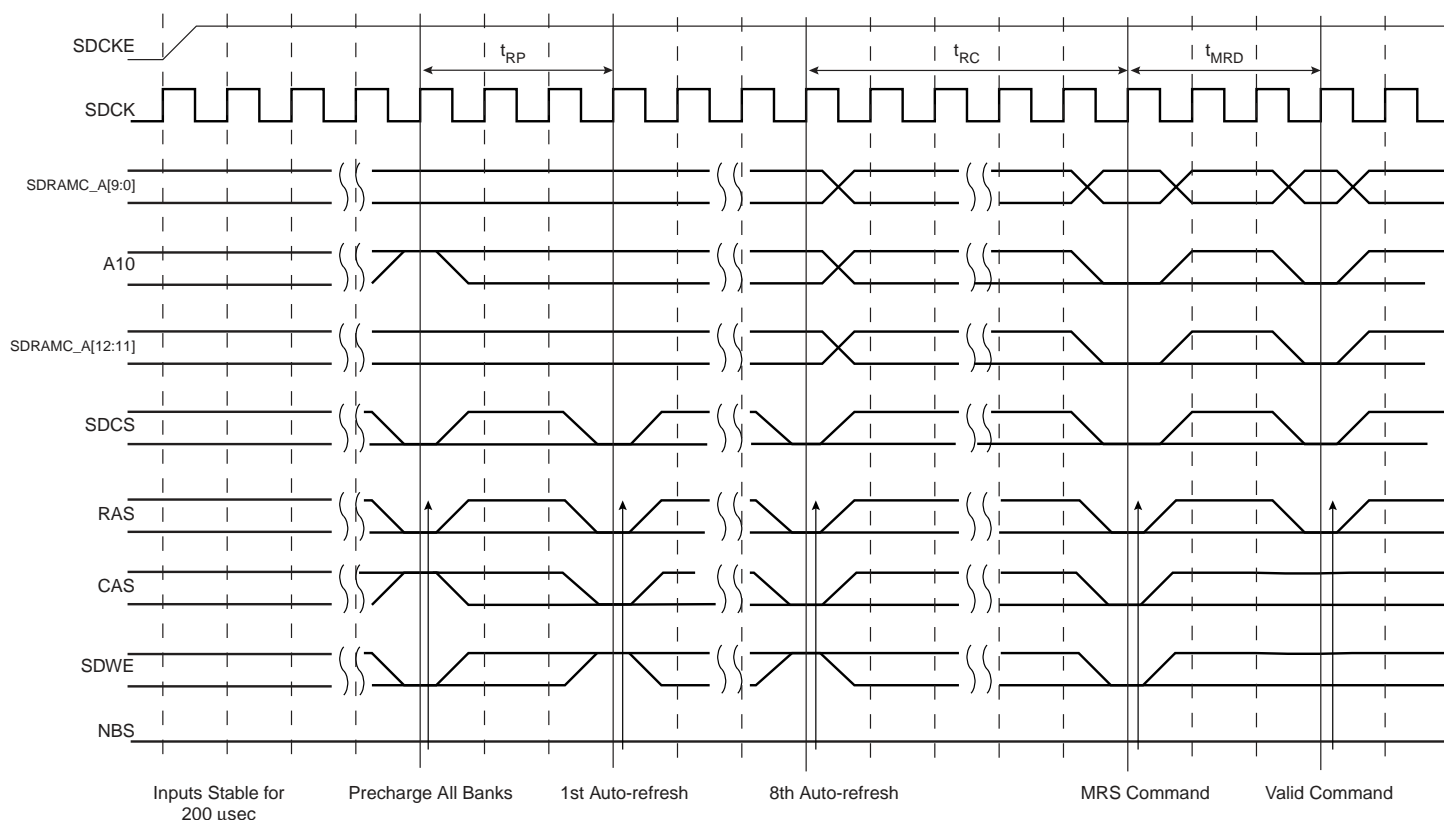 SDCKE
tRP
tRC
tMRD
SDCK
SDRAMC_A[9:0]
A10
SDRAMC_A[12:11]
SDCS
RAS
CAS
SDWE
NBS
Inputs Stable for
200 μsec
Precharge All Banks
1st Auto-refresh
8th Auto-refresh
MRS Command
Valid Command